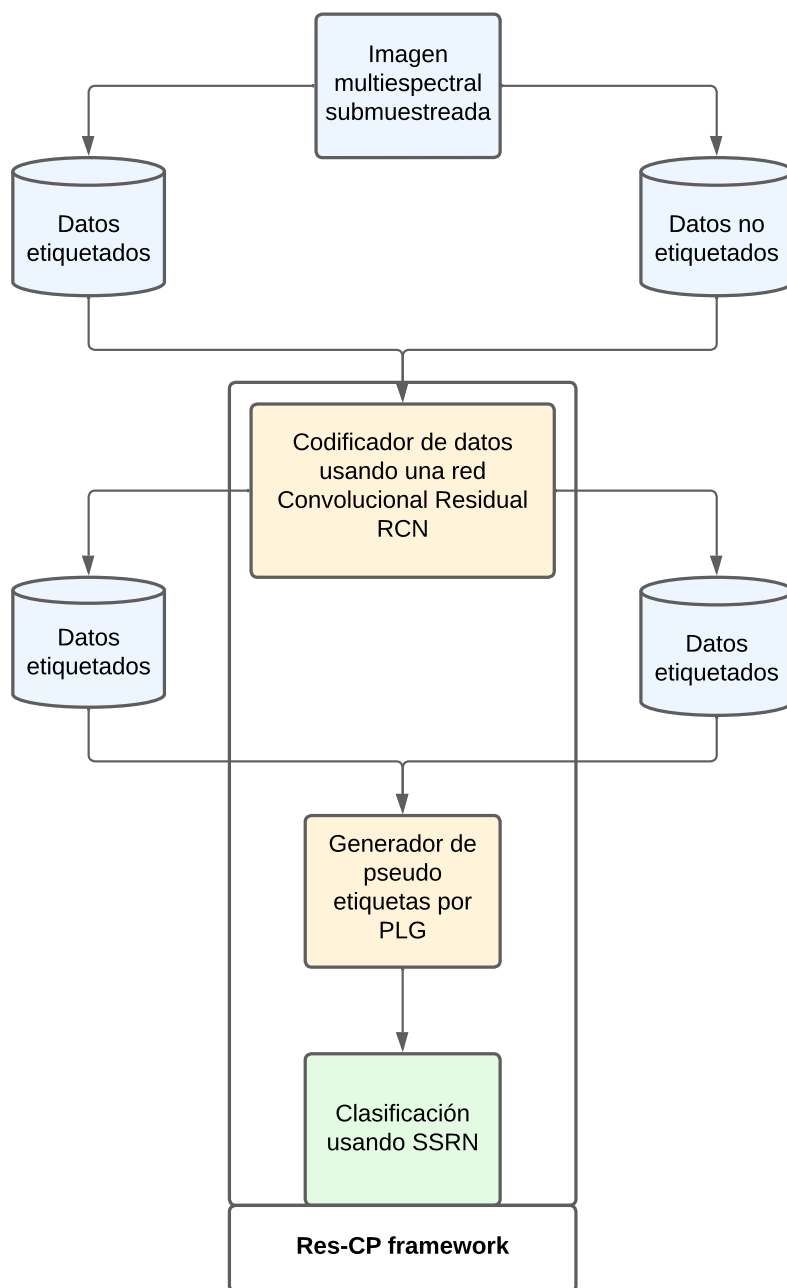 Imagen
multiespectral
submuestreada
Datos
etiquetados
Datos no
etiquetados
Codificador de datos
usando una red
Convolucional Residual
RCN
Datos
etiquetados
Datos
etiquetados
Generador de
pseudo
etiquetas por
PLG
Clasificación
usando SSRN
Res-CP framework